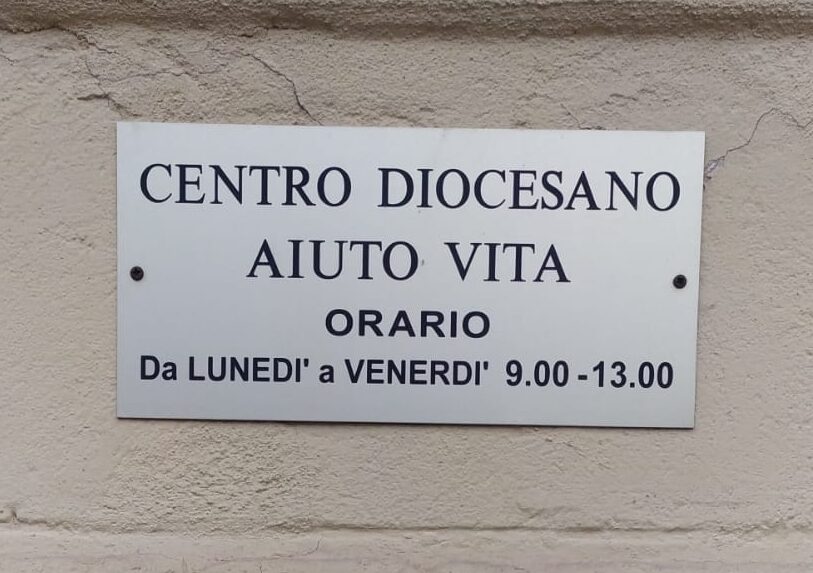 CENTRO DIOCESANO
AIUTO VITA
ORARIO
Da LUNEDI' a VENERDI' 9.00 -13.00